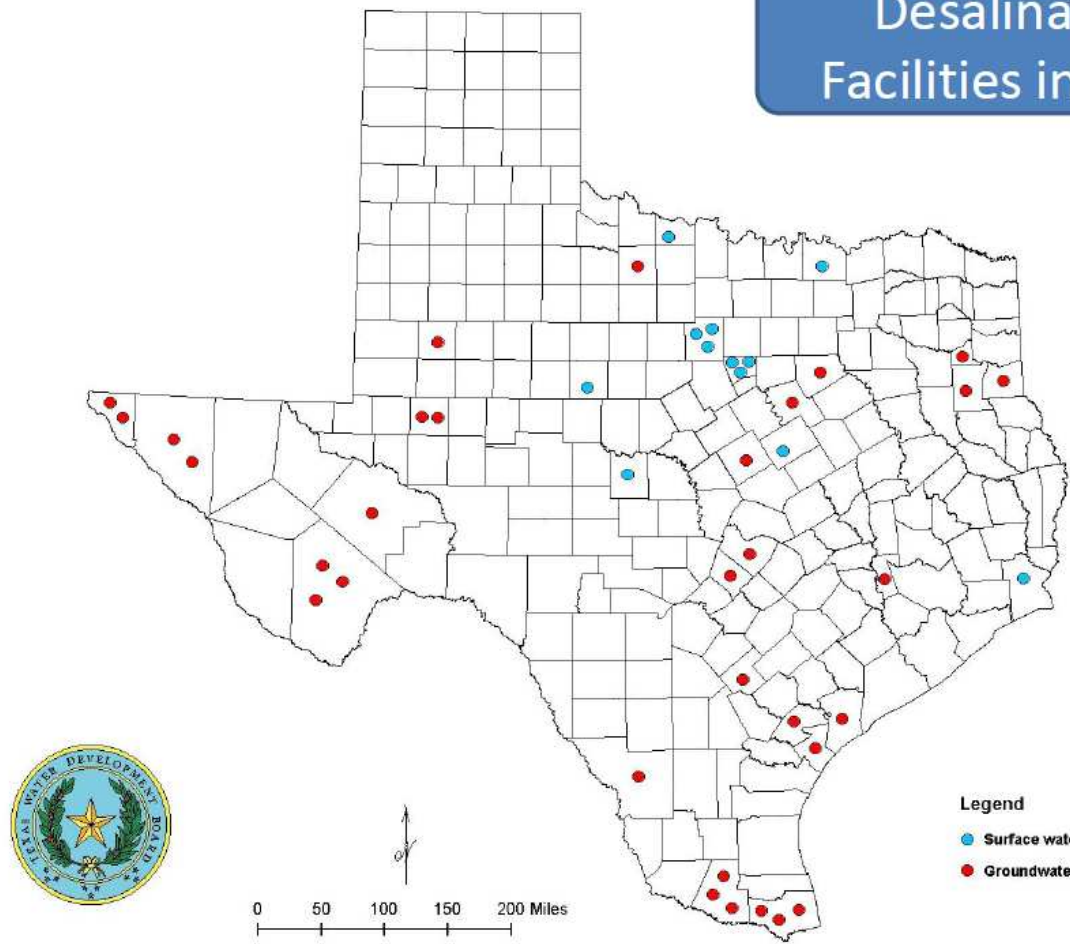 Desalina
Facilities in
TEXAS WATER DEVELOPMENT BOARD
N
Legend
Surface wate
Groundwate
0 50 100 150 200 Miles